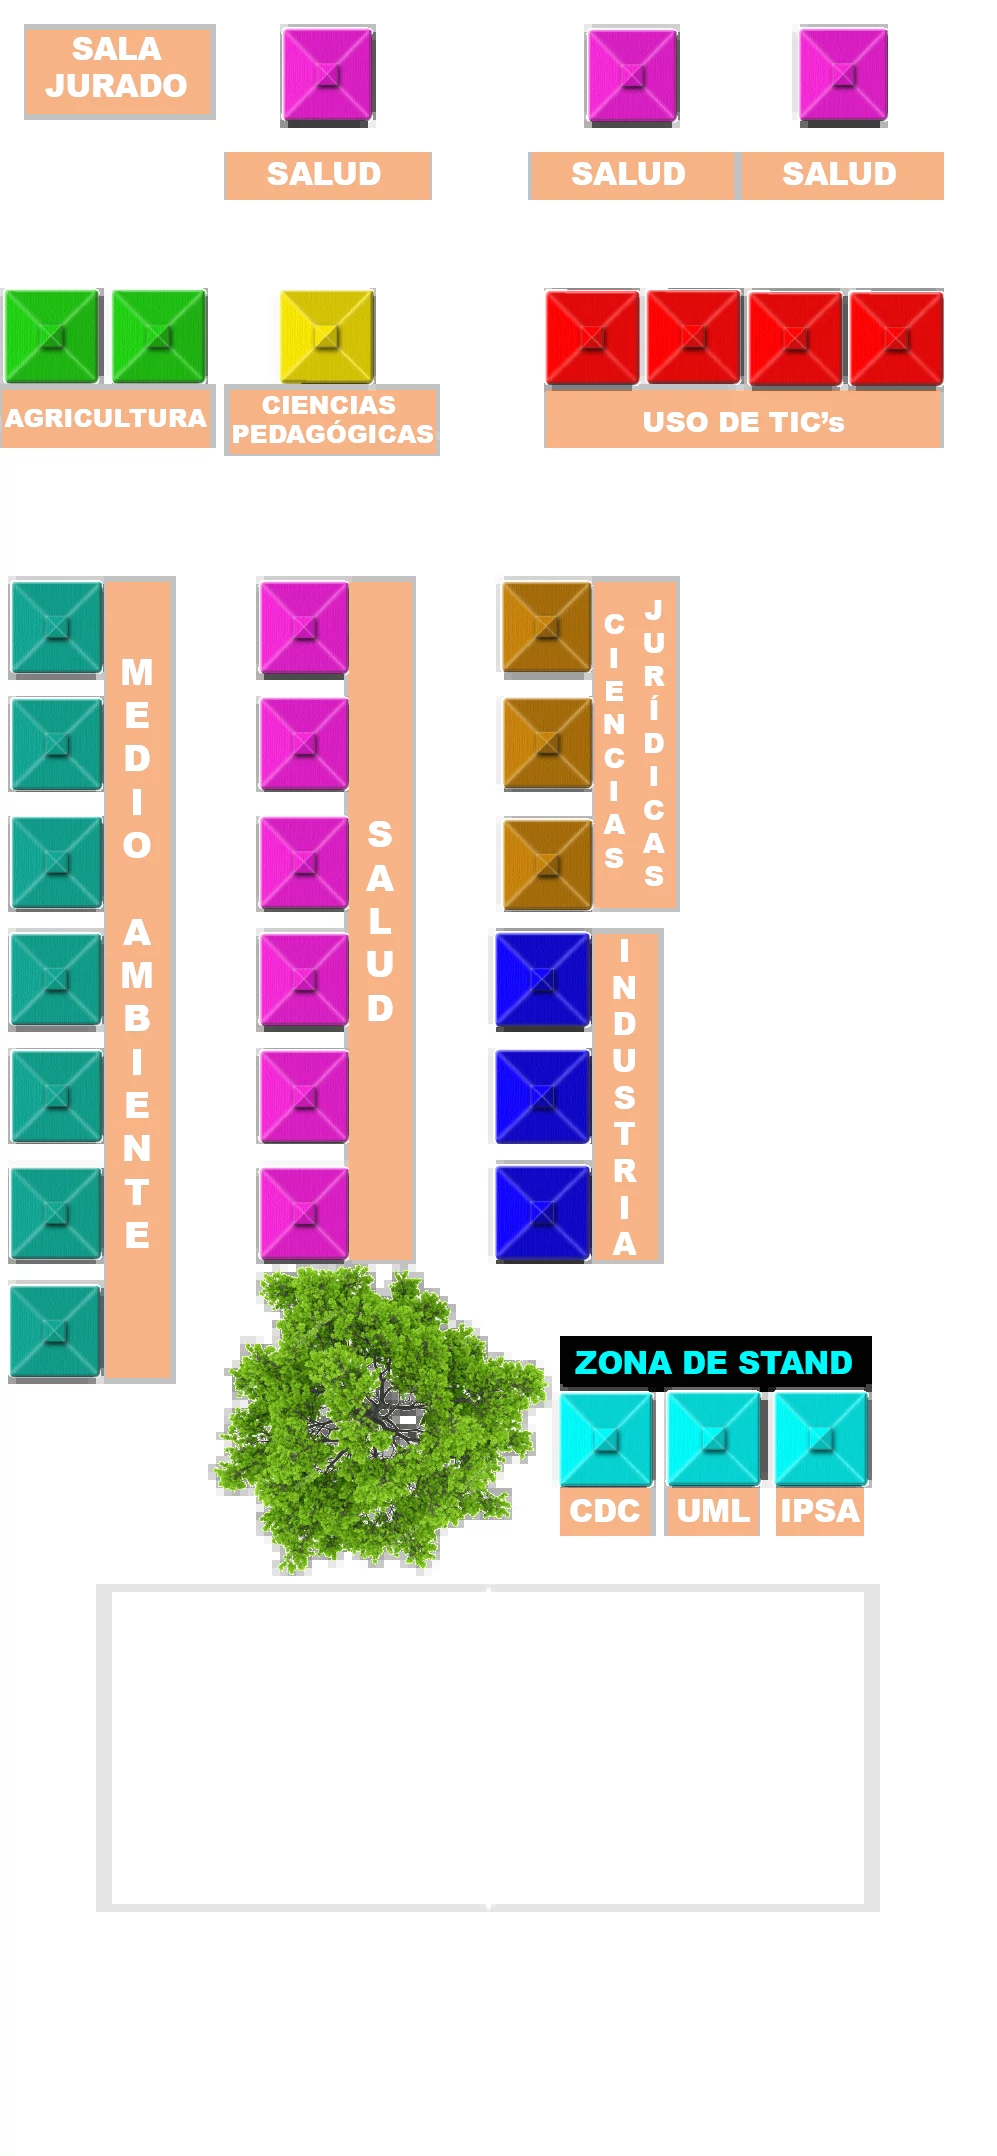 SALA
JURADO
SALUD
SALUD
SALUD
AGRICULTURA
CIENCIAS
PEDAGÓGICAS
USO DE TIC’s
MEDIO AMBIENTE
SALUD
CIENCIAS
JURÍDICAS
INDUSTRIA
ZONA DE STAND
CDC
UML
IPSA